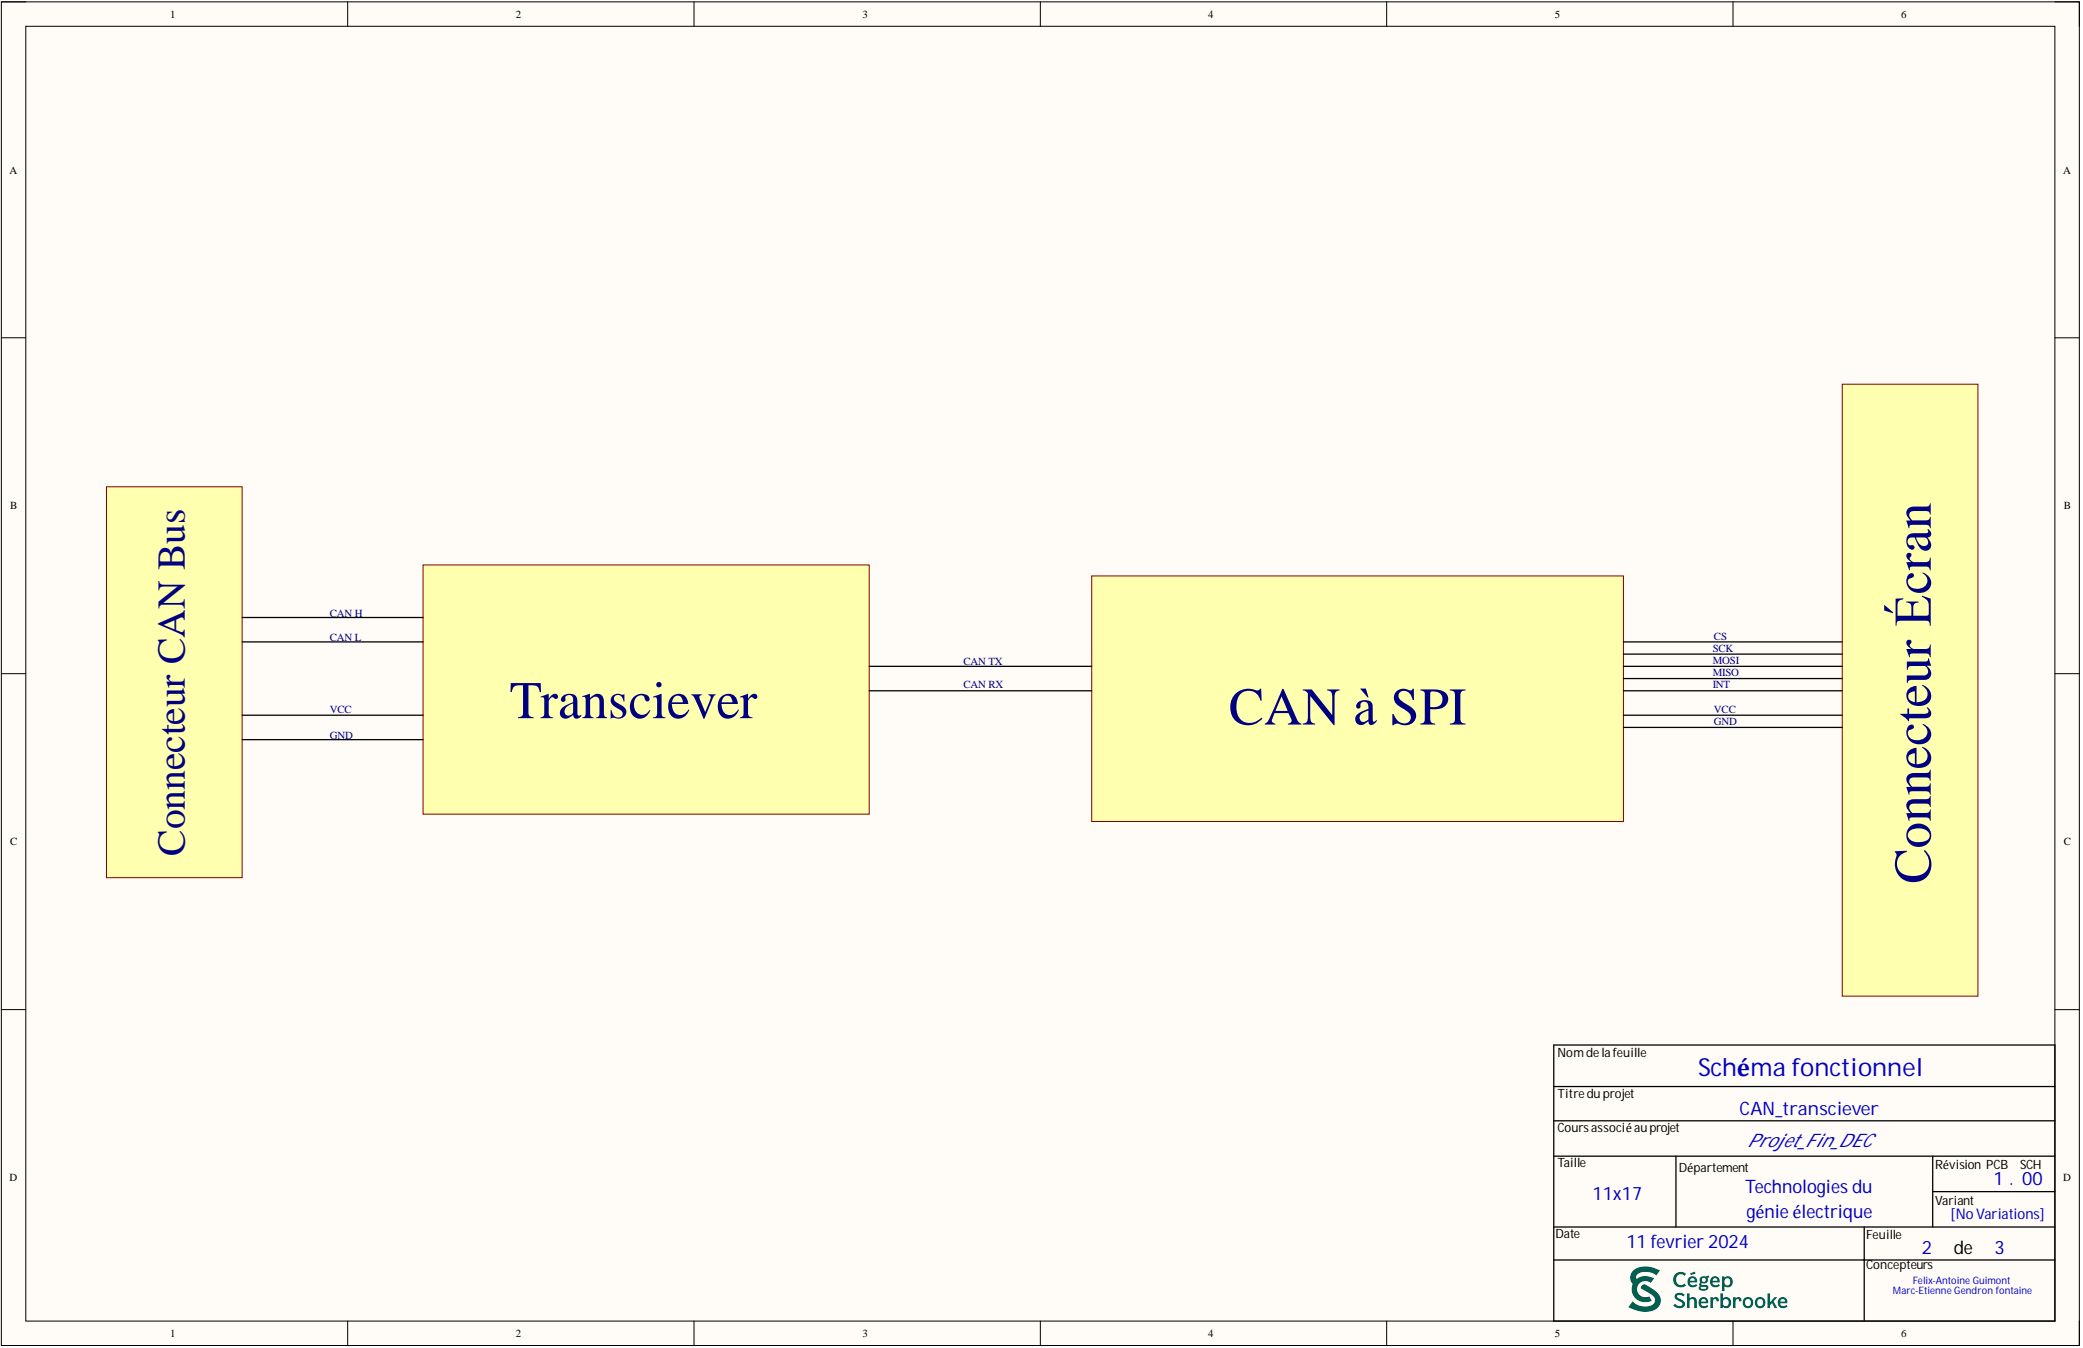 1 2 3 4 5 6
A A
B B
C C
D D
Connecteur CAN Bus
CAN H
CAN L
VCC
GND
Transciever
CAN TX
CAN RX
CAN à SPI
CS
SCK
MOSI
MISO
INT
VCC
GND
Connecteur Écran
Nom de la feuille
Schéma fonctionnel
Titre du projet
CAN_transciever
Cours associé au projet
Projet_Fin_DEC
Taille
11x17
Département
Technologies du
génie électrique
Révision PCB SCH
1 . 00
Variant
[No Variations]
Date
11 fevrier 2024
Feuille
2 de 3
Cégep
Sherbrooke
Concepteurs
Felix-Antoine Guimont
Marc-Etienne Gendron fontaine
1 2 3 4 5 6